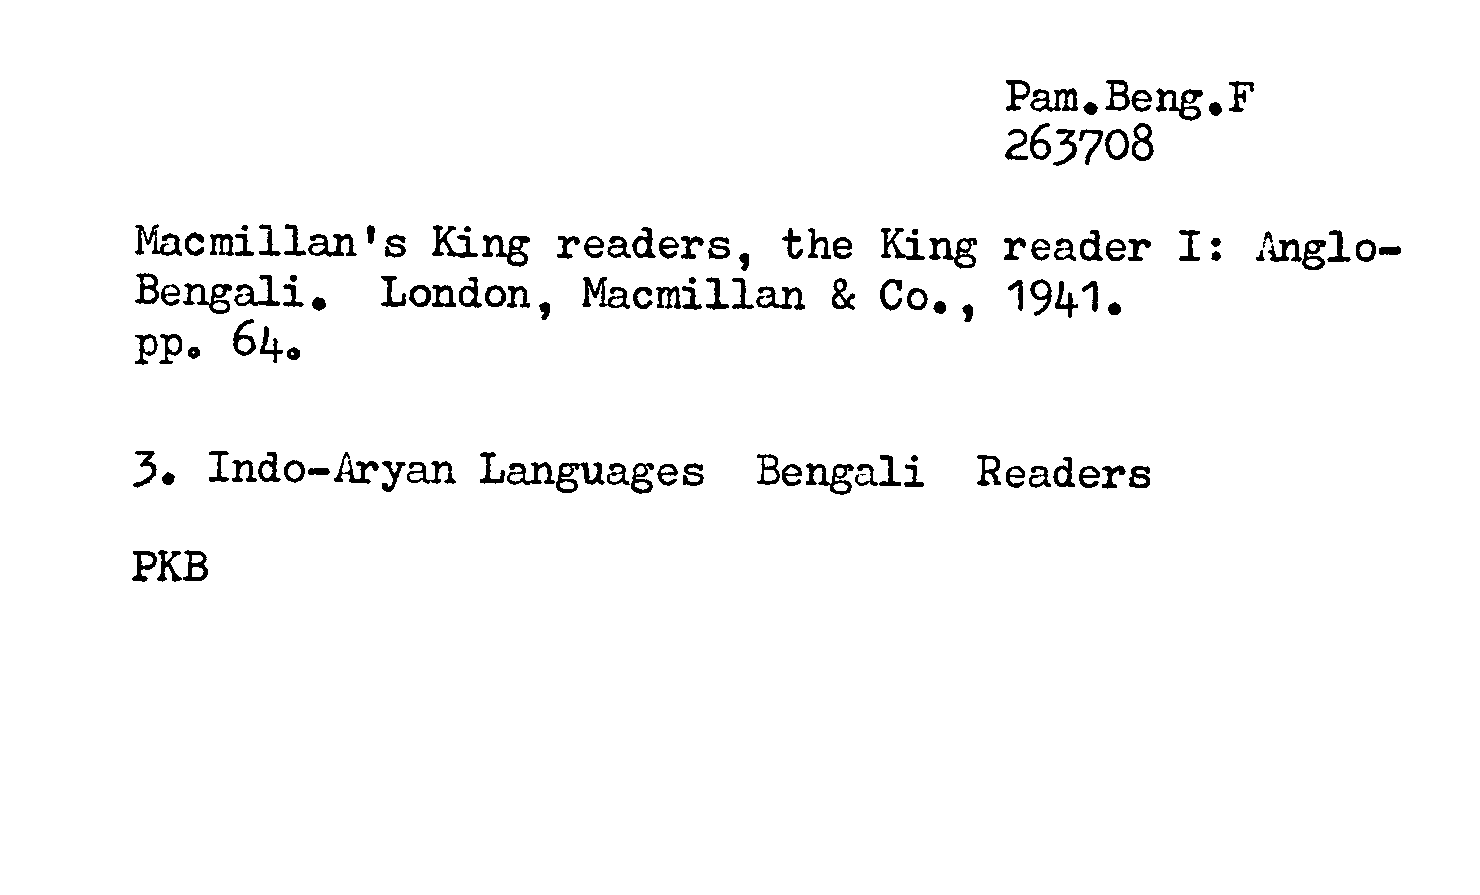 Pam.Beng.F
263708
Macmillan's King readers, the King reader I: Anglo-
Bengali. London, Macmillan & Co., 1941.
pp. 64.
3. Indo-Aryan Languages Bengali Readers
PKB